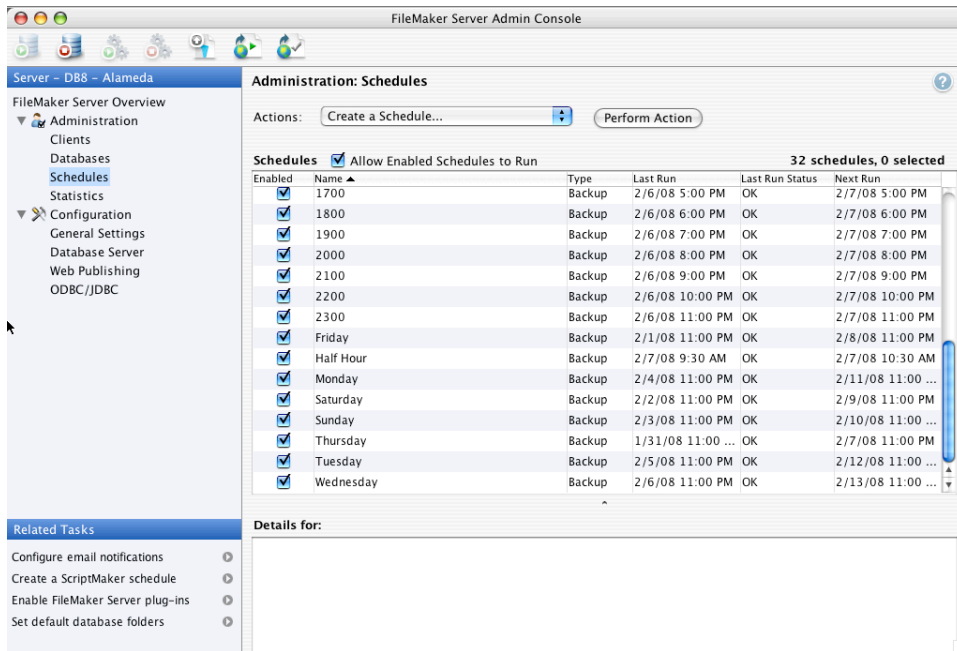 FileMaker Server Admin Console
Server - DB8 - Alameda
FileMaker Server Overview
Administration
Clients
Databases
Schedules
Statistics
Configuration
General Settings
Database Server
Web Publishing
ODBC/JDBC
Related Tasks
Configure email notifications
Create a ScriptMaker schedule
Enable FileMaker Server plug-ins
Set default database folders
Administration: Schedules
?
Actions: Create a Schedule... Perform Action
Schedules Allow Enabled Schedules to Run 32 schedules, 0 selected
Enabled Name Type Last Run Last Run Status Next Run
1700 Backup 2/6/08 5:00 PM OK 2/7/08 5:00 PM
1800 Backup 2/6/08 6:00 PM OK 2/7/08 6:00 PM
1900 Backup 2/6/08 7:00 PM OK 2/7/08 7:00 PM
2000 Backup 2/6/08 8:00 PM OK 2/7/08 8:00 PM
2100 Backup 2/6/08 9:00 PM OK 2/7/08 9:00 PM
2200 Backup 2/6/08 10:00 PM OK 2/7/08 10:00 PM
2300 Backup 2/6/08 11:00 PM OK 2/7/08 11:00 PM
Friday Backup 2/1/08 11:00 PM OK 2/8/08 11:00 PM
Half Hour Backup 2/7/08 9:30 AM OK 2/7/08 10:30 AM
Monday Backup 2/4/08 11:00 PM OK 2/11/08 11:00 ...
Saturday Backup 2/2/08 11:00 PM OK 2/9/08 11:00 PM
Sunday Backup 2/3/08 11:00 PM OK 2/10/08 11:00 ...
Thursday Backup 1/31/08 11:00 ... OK 2/7/08 11:00 PM
Tuesday Backup 2/5/08 11:00 PM OK 2/12/08 11:00 ...
Wednesday Backup 2/6/08 11:00 PM OK 2/13/08 11:00 ...
Details for: